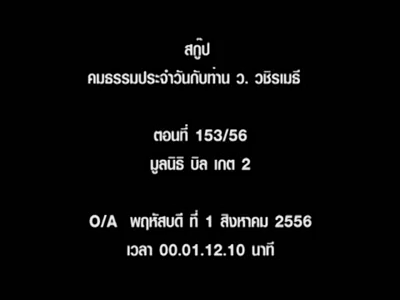 สกู๊ป
คมธรรมประจำวันกับท่าน ว. วชิรเมธี
ตอนที่ 153/56
มูลนิธิ บิล เกต 2
O/A พฤหัสบดี ที่ 1 สิงหาคม 2556
เวลา 00.01.12.10 นาที